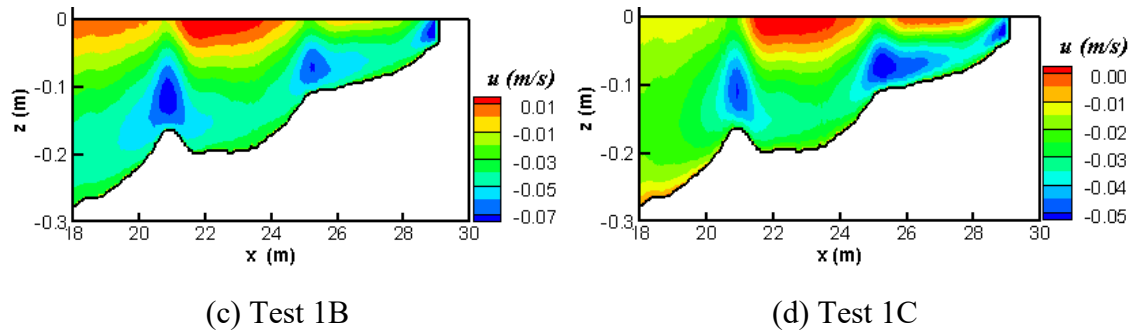 0
-0.1
-0.2
-0.3
z (m)
18 20 22 24 26 28 30
x (m)
u (m/s)
0.01
-0.01
-0.03
-0.05
-0.07
(c) Test 1B
0
-0.1
-0.2
-0.3
z (m)
18 20 22 24 26 28 30
x (m)
u (m/s)
0.00
-0.01
-0.02
-0.03
-0.04
-0.05
(d) Test 1C